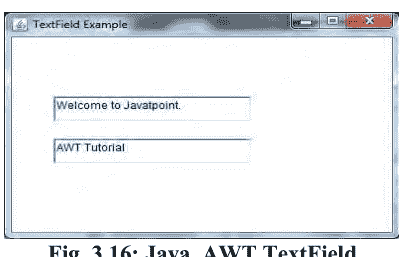 TextField Example
Welcome to Javatpoint.
AWT Tutorial
Fig. 3.16: Java AWT TextField